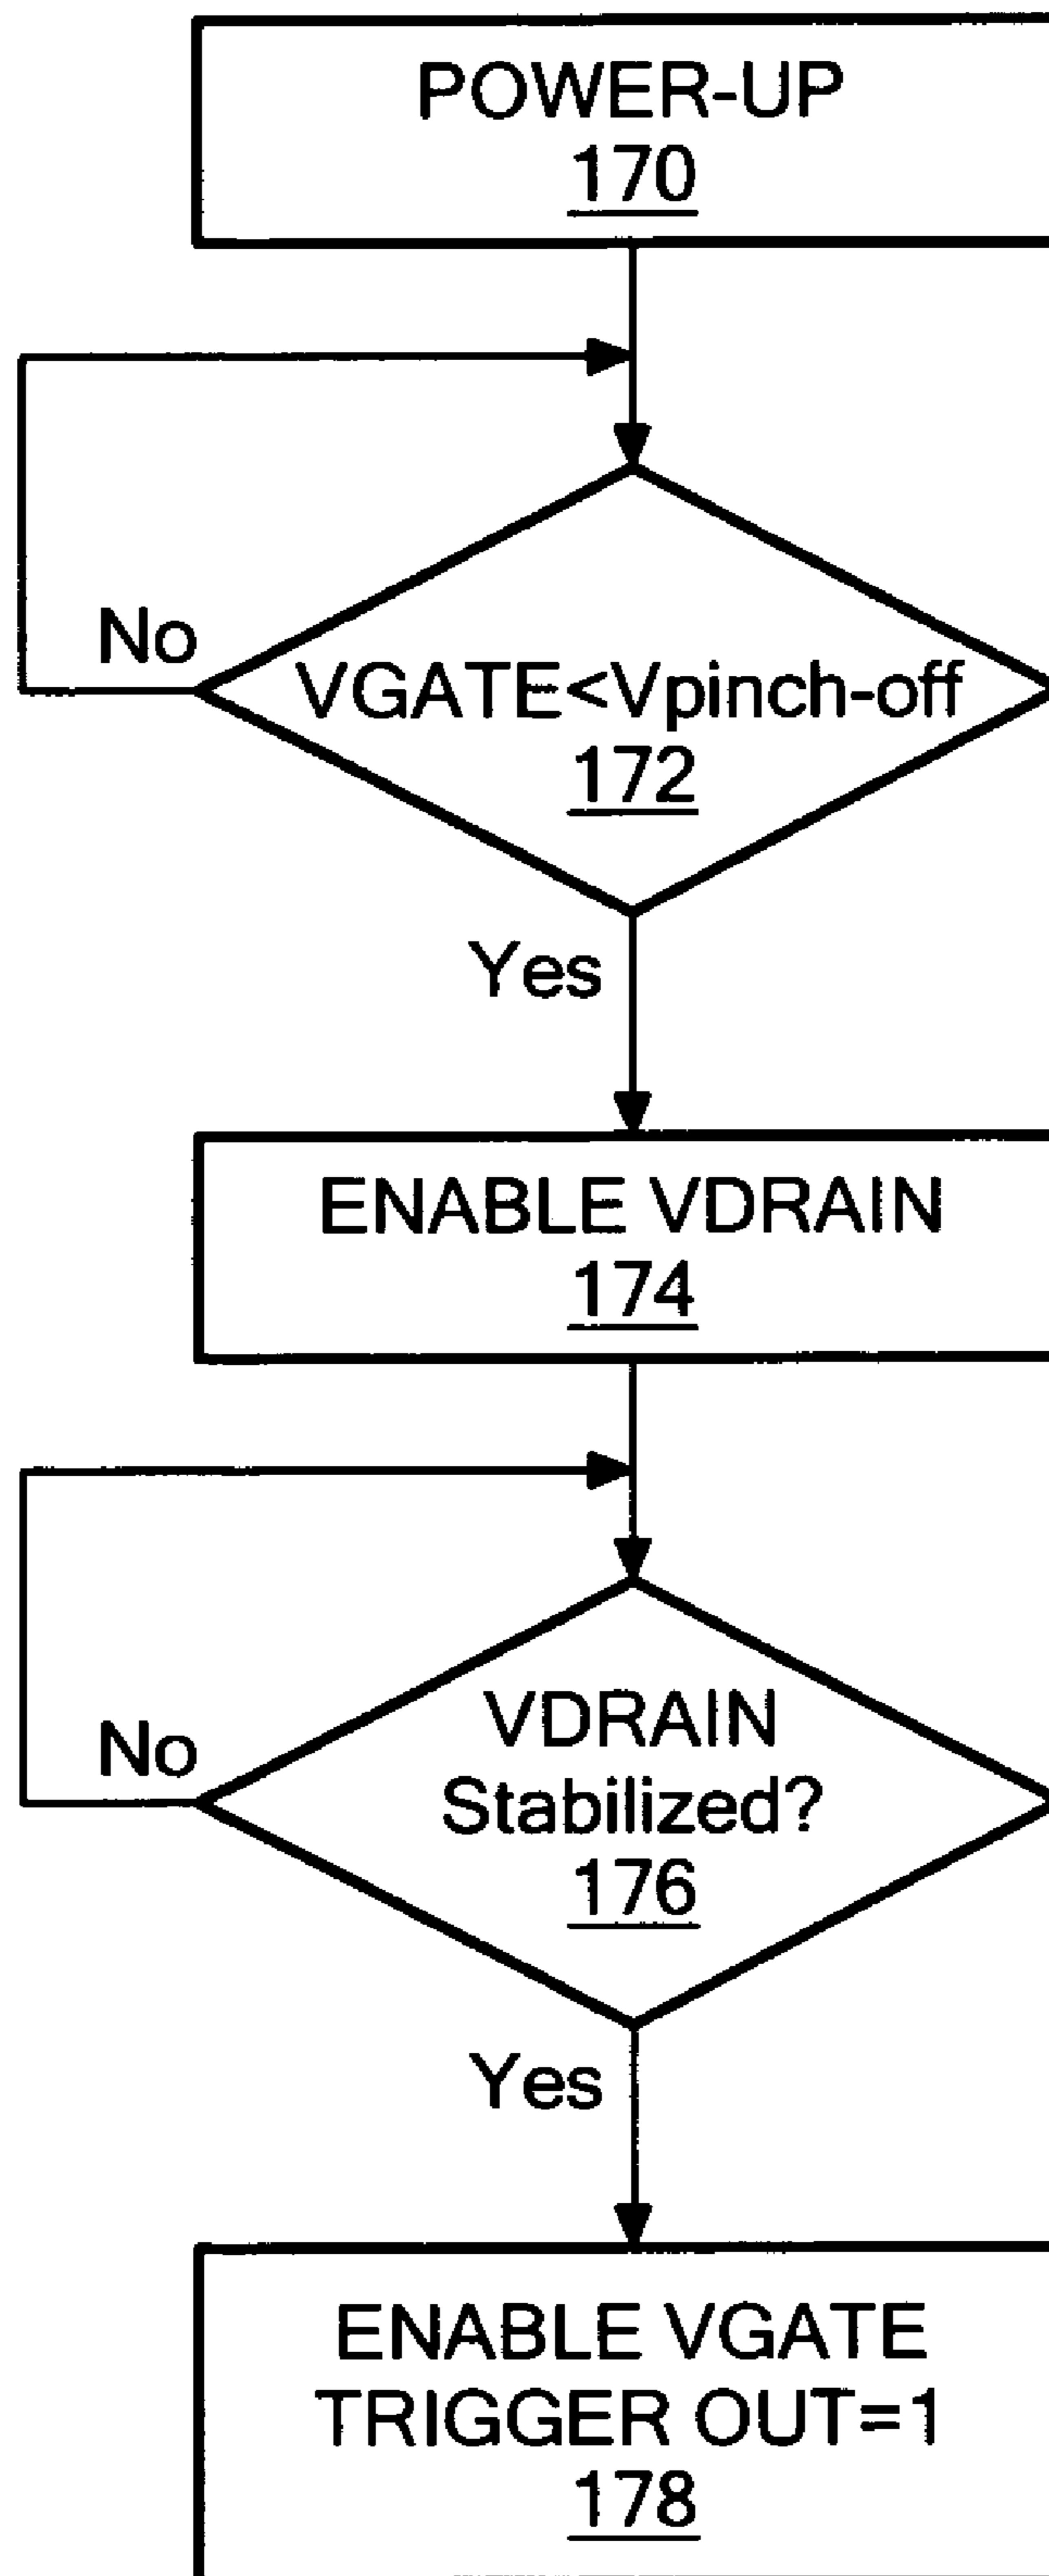 POWER-UP
170
No
VGATE<Vpinch-off
172
Yes
ENABLE VDRAIN
174
No
VDRAIN
Stabilized?
176
Yes
ENABLE VGATE
TRIGGER OUT=1
178